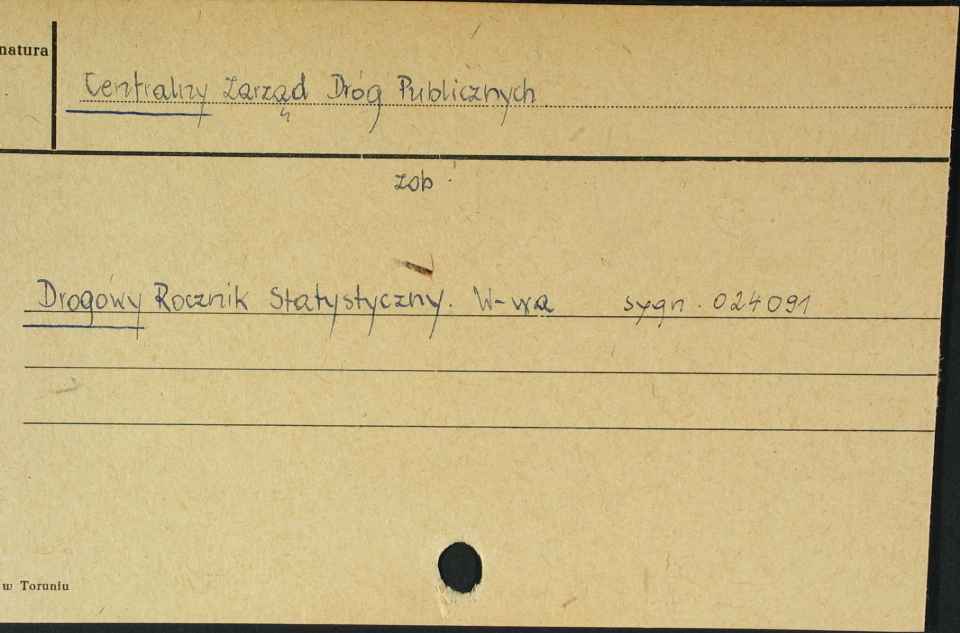 natura
Centralny Zarząd Dróg Publicznych
zob.
Drogowy Rocznik Statystyczny. W-wa sygn. 024091
w Toruniu